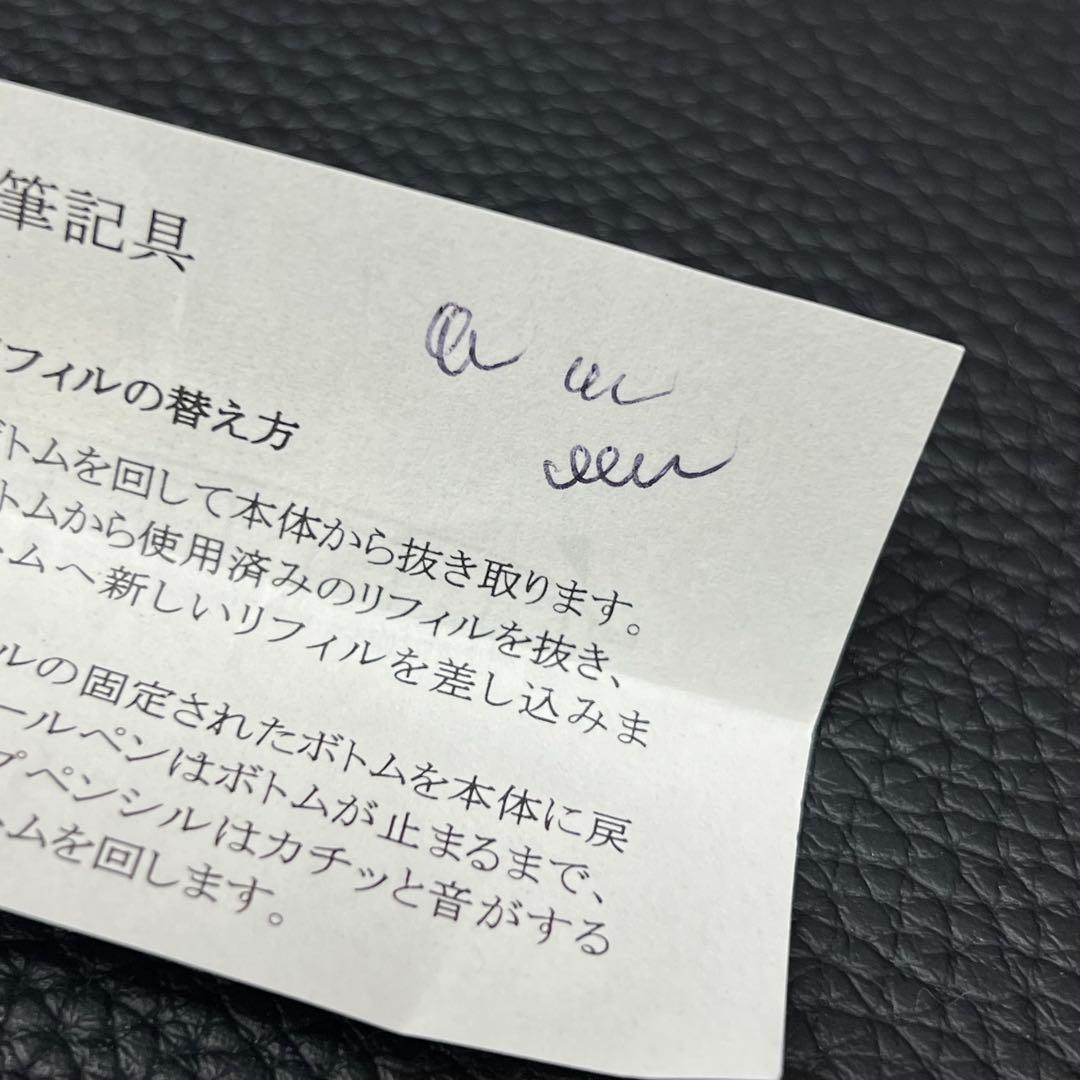 筆記具
フィルの替え方
ボトムを回して本体から抜き取ります。
トムから使用済みのリフィルを抜き、
ムへ新しいリフィルを差し込みま
ルの固定されたボトムを本体に戻
ールペンはボトムが止まるまで、
プペンシルはカチッと音がする
ムを回します。